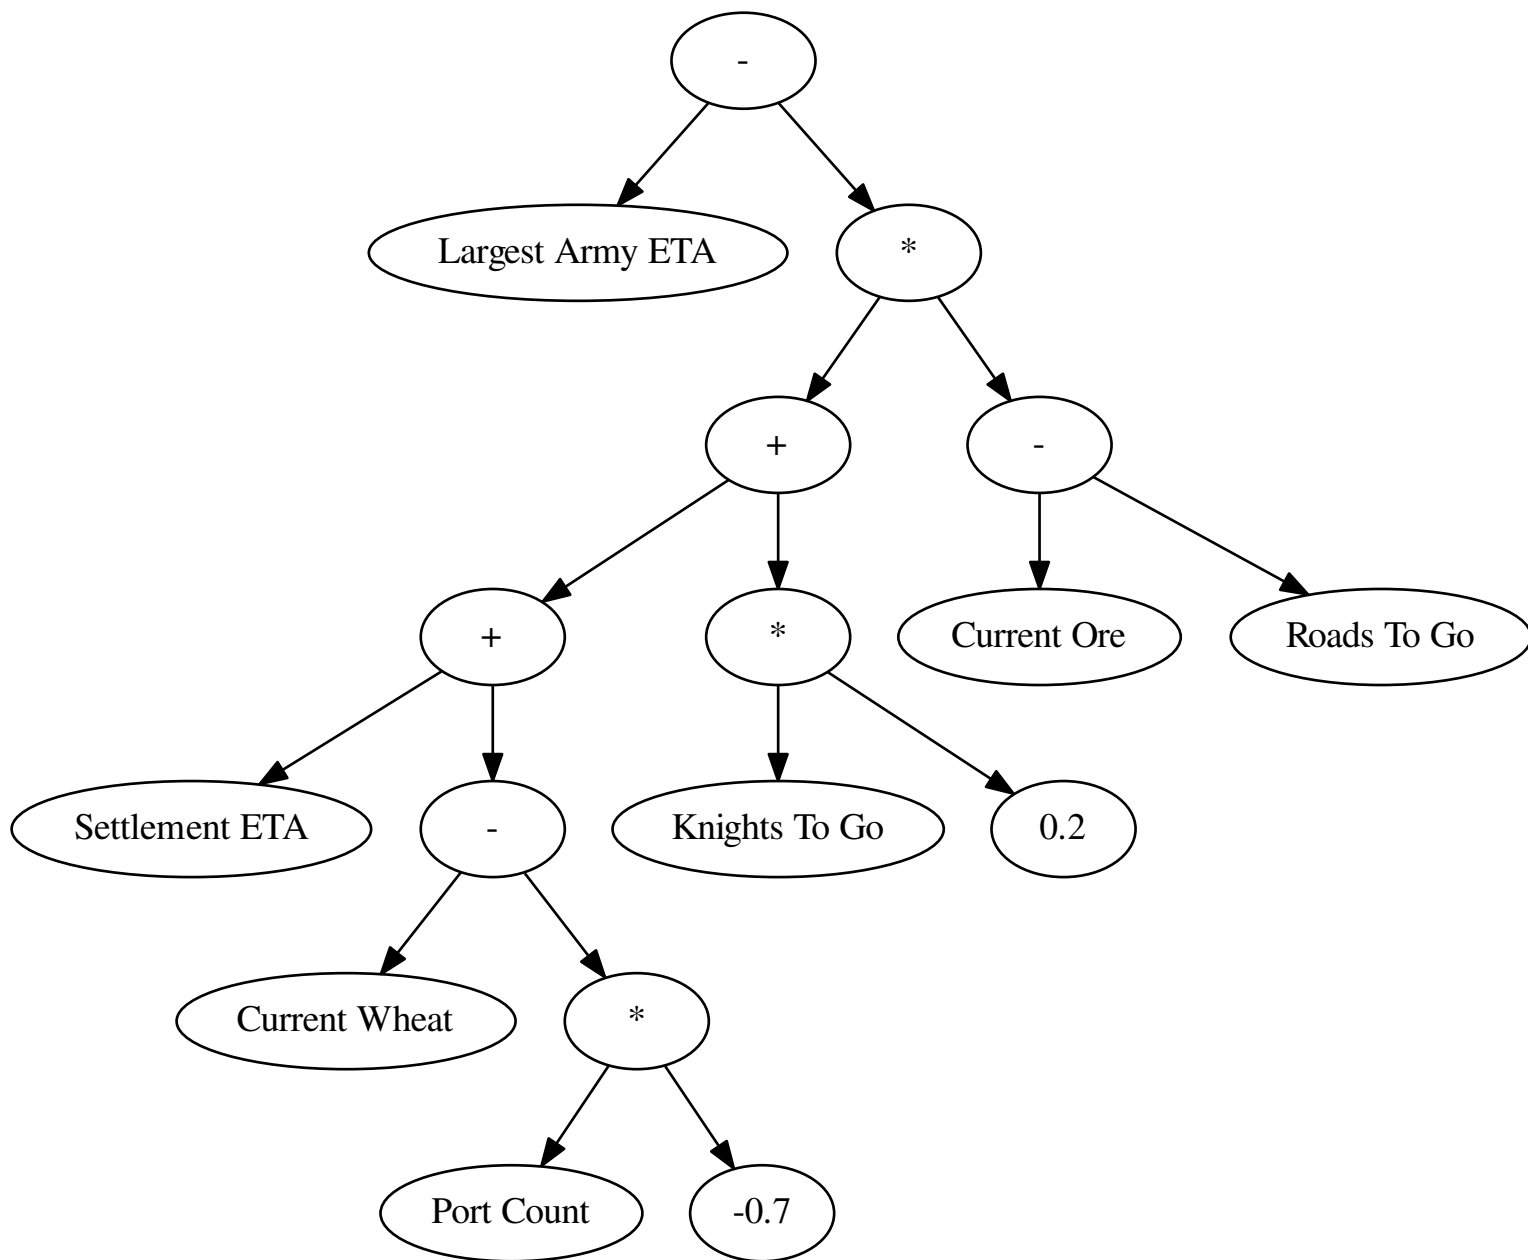 -
Largest Army ETA
*
+
-
+
*
Current Ore
Roads To Go
Settlement ETA
-
Knights To Go
0.2
Current Wheat
*
Port Count
-0.7